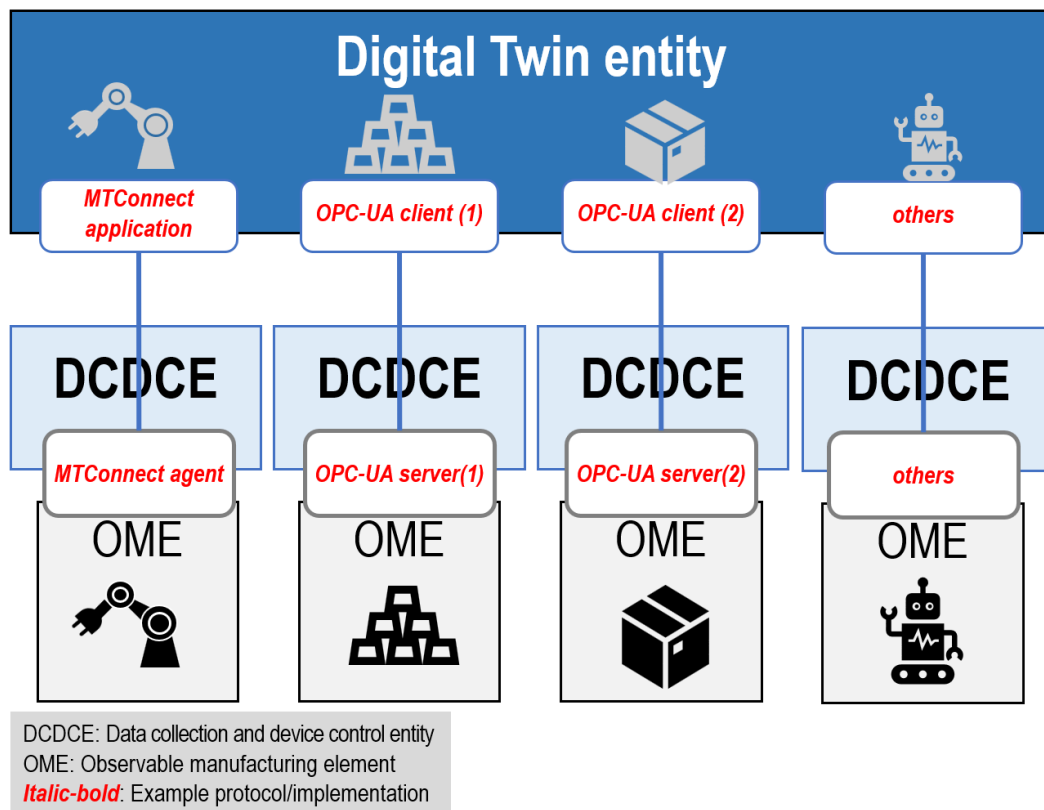 Digital Twin entity
MTConnect
application
OPC-UA client (1)
OPC-UA client (2)
others
DCDCE
DCDCE
DCDCE
DCDCE
MTConnect agent
OPC-UA server(1)
OPC-UA server(2)
others
OME
OME
OME
OME
DCDCE: Data collection and device control entity
OME: Observable manufacturing element
Italic-bold: Example protocol/implementation